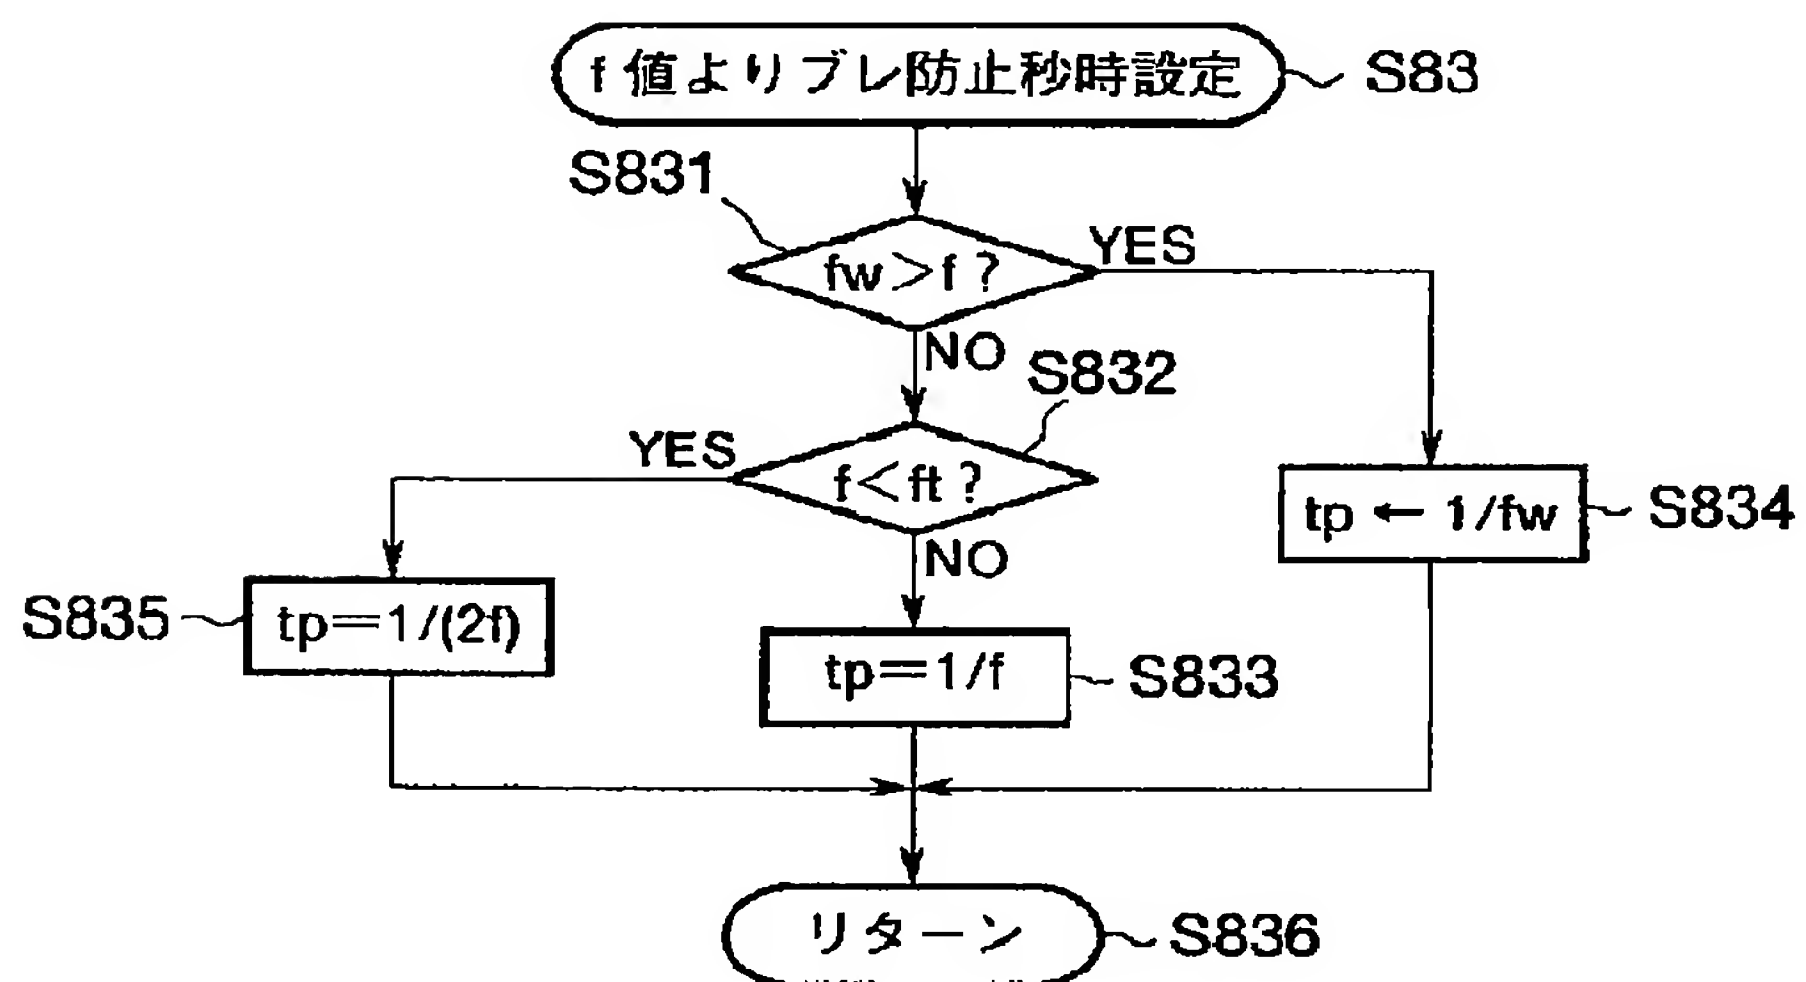 f 値よりブレ防止秒時設定
S83
S831
fw>f ?
YES
NO
S832
YES
f<ft ?
NO
tp ← 1/fw
S834
S835
tp=1/(2f)
tp=1/f
S833
リターン
S836